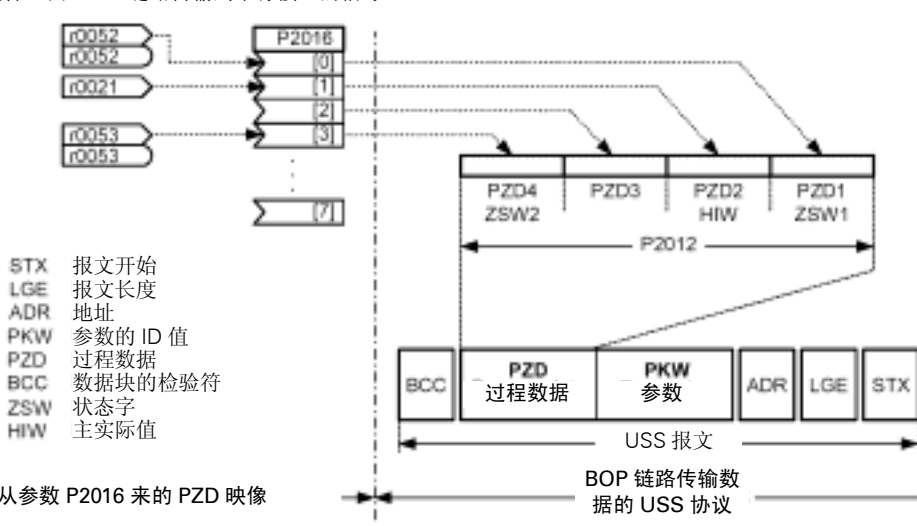 r0052
r0052
r0021
r0053
r0053
P2016
[0]
[1]
[2]
[3]
[7]
PZD4
ZSW2
PZD3
PZD2
HIW
PZD1
ZSW1
P2012
STX 报文开始
LGE 报文长度
ADR 地址
PKW 参数的 ID 值
PZD 过程数据
BCC 数据块的检验符
ZSW 状态字
HIW 主实际值
BCC
PZD
过程数据
PKW
参数
ADR
LGE
STX
USS 报文
从参数 P2016 来的 PZD 映像
BOP 链路传输数
据的 USS 协议